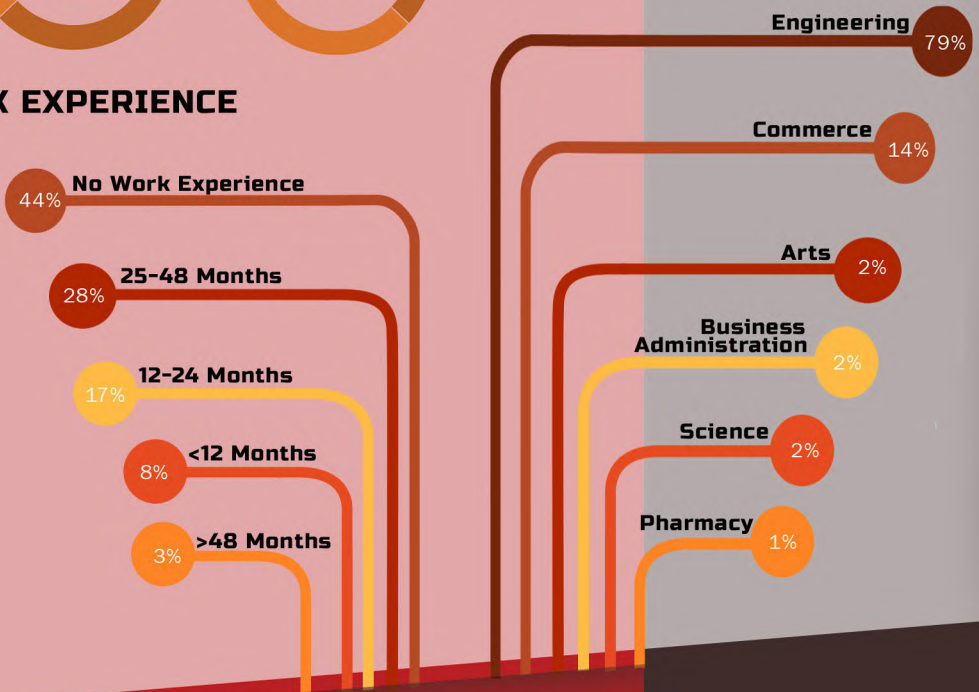 EXPERIENCE
44% No Work Experience
28% 25-48 Months
17% 12-24 Months
8% <12 Months
3% >48 Months
Engineering 79%
Commerce 14%
Arts 2%
Business
Administration 2%
Science 2%
Pharmacy 1%